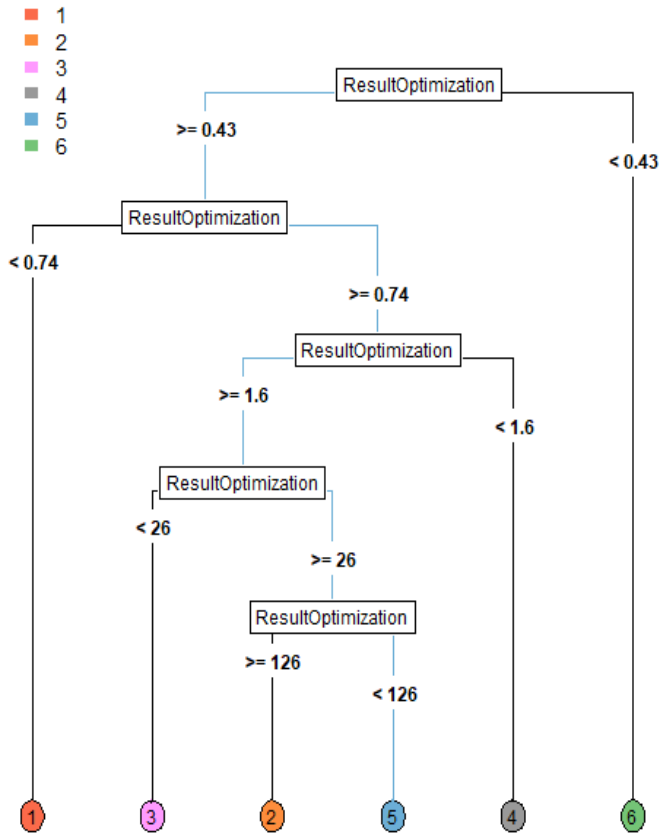 1
2
3
4
5
6
ResultOptimization
>= 0.43
< 0.43
ResultOptimization
< 0.74
>= 0.74
ResultOptimization
>= 1.6
< 1.6
ResultOptimization
< 26
>= 26
ResultOptimization
>= 126
< 126
1 3 2 5 4 6